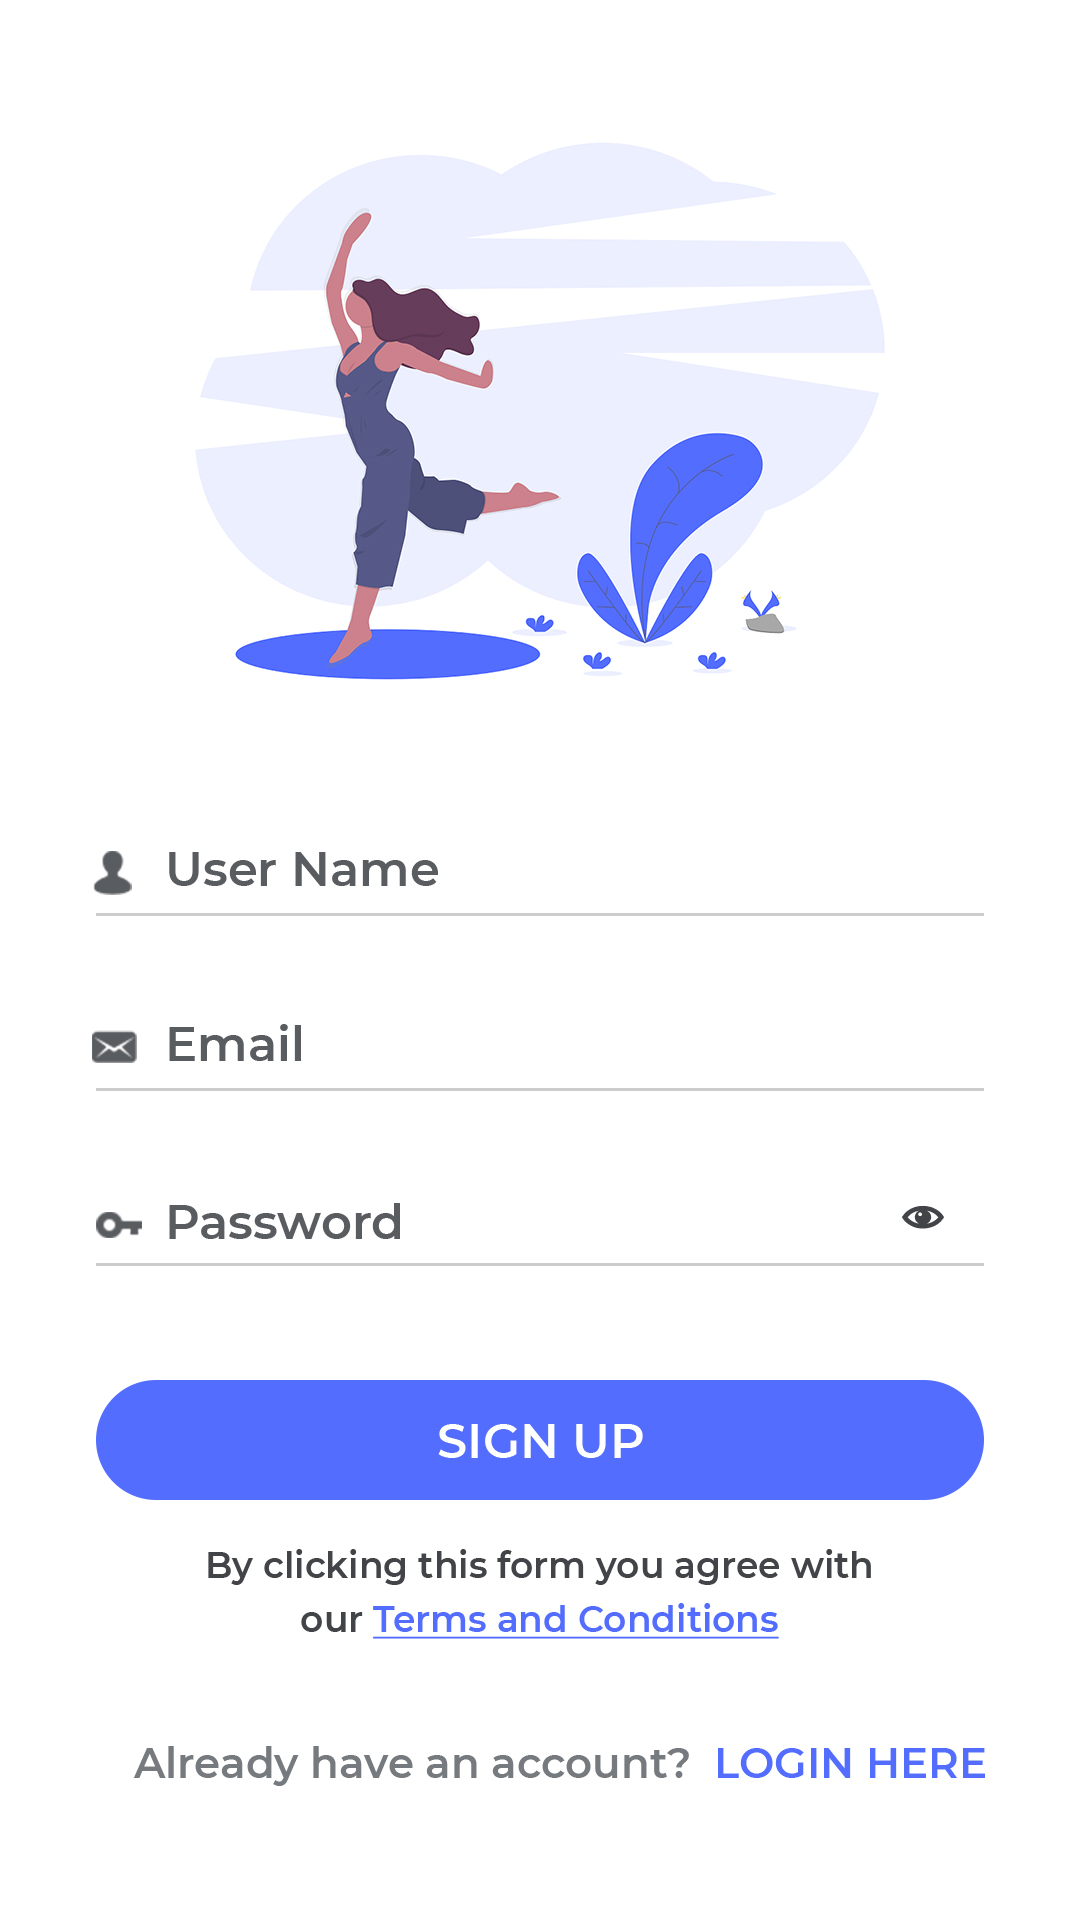 User Name
Email
Password
SIGN UP
By clicking this form you agree with
our Terms and Conditions
Already have an account? LOGIN HERE